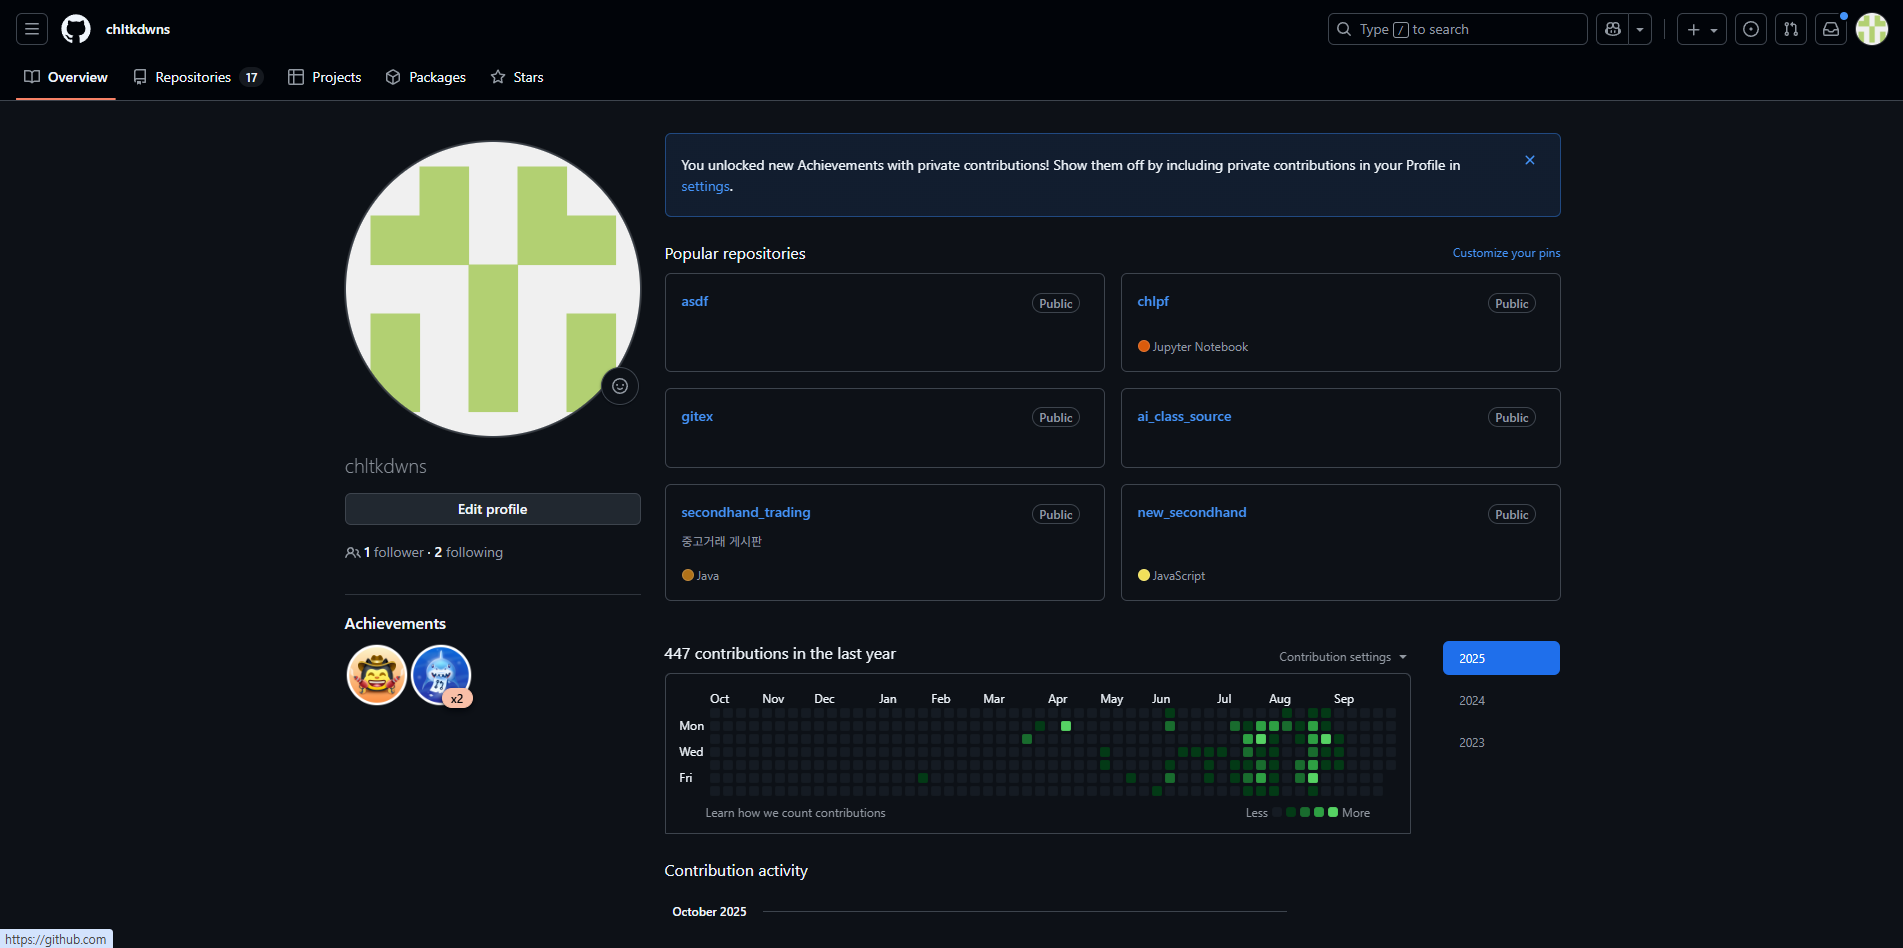 chltkdwns
Type / to search
Overview
Repositories 17
Projects
Packages
Stars
You unlocked new Achievements with private contributions! Show them off by including private contributions in your Profile in
settings.
Popular repositories
Customize your pins
asdf
Public
chlpf
Public
Jupyter Notebook
gitex
Public
ai_class_source
Public
secondhand_trading
Public
중고거래 게시판
Java
new_secondhand
Public
JavaScript
chltkdwns
Edit profile
1 follower · 2 following
Achievements
x2
447 contributions in the last year
Contribution settings
2025
2024
2023
Oct Nov Dec Jan Feb Mar Apr May Jun Jul Aug Sep
Mon
Wed
Fri
Learn how we count contributions
Less More
Contribution activity
October 2025
https://github.com